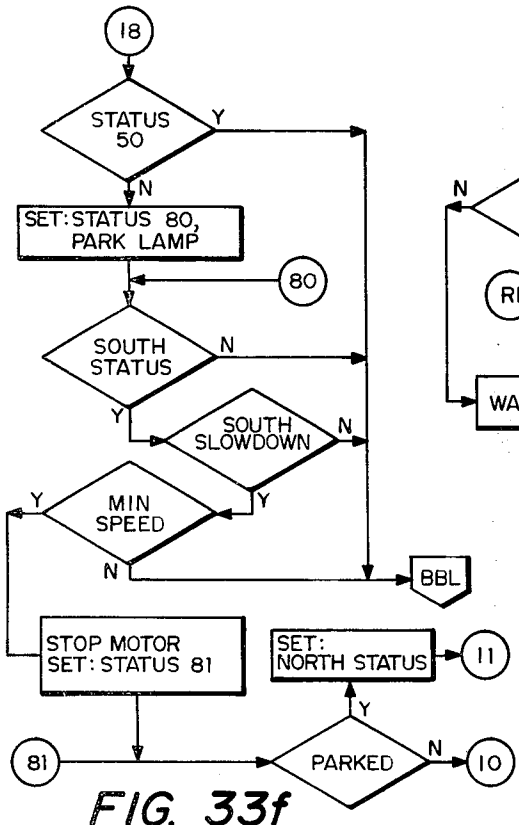 18
STATUS
50
Y
N
SET: STATUS 80,
PARK LAMP
80
SOUTH
STATUS
N
Y
SOUTH
SLOWDOWN
N
Y
MIN
SPEED
Y
N
BBL
STOP MOTOR
SET: STATUS 81
SET:
NORTH STATUS
11
Y
81
PARKED
N
10
N
FIG. 33f